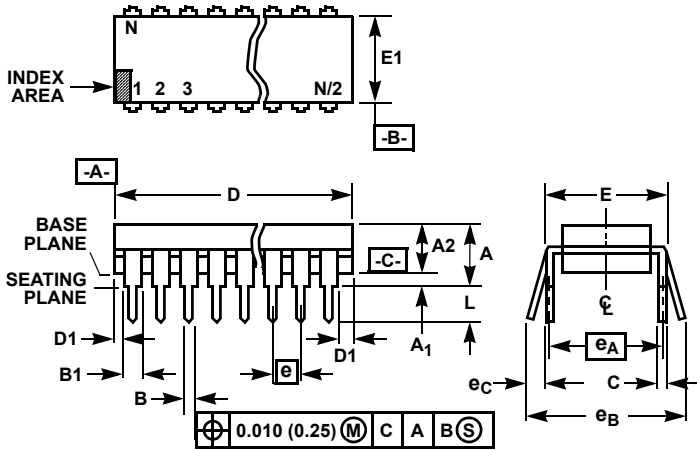 N
INDEX
AREA
1 2 3 N/2
E1
-B-
-A-
D
E
BASE
PLANE
A2
A
-C-
SEATING
PLANE
L
C
L
D1
A1
D1
eA
B1
e
eC
C
B
eB
0.010 (0.25) M C A B S